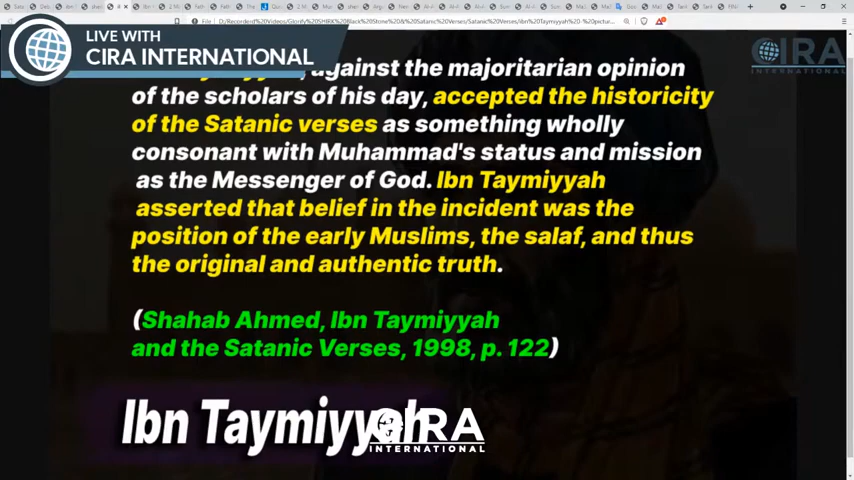 LIVE WITH
CIRA INTERNATIONAL
CIRA
INTERNATIONAL
against the majoritarian opinion
of the scholars of his day, accepted the historicity
of the Satanic verses as something wholly
consonant with Muhammad's status and mission
as the Messenger of God. Ibn Taymiyyah
asserted that belief in the incident was the
position of the early Muslims, the salaf, and thus
the original and authentic truth.
(Shahab Ahmed, Ibn Taymiyyah
and the Satanic Verses, 1998, p. 122)
Ibn Taymiyyah
CIRA
INTERNATIONAL